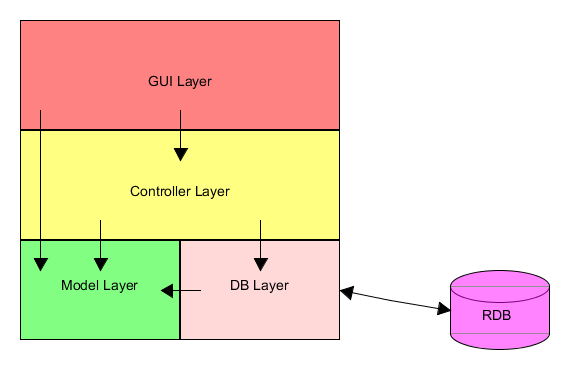 GUI Layer
Controller Layer
Model Layer
DB Layer
RDB